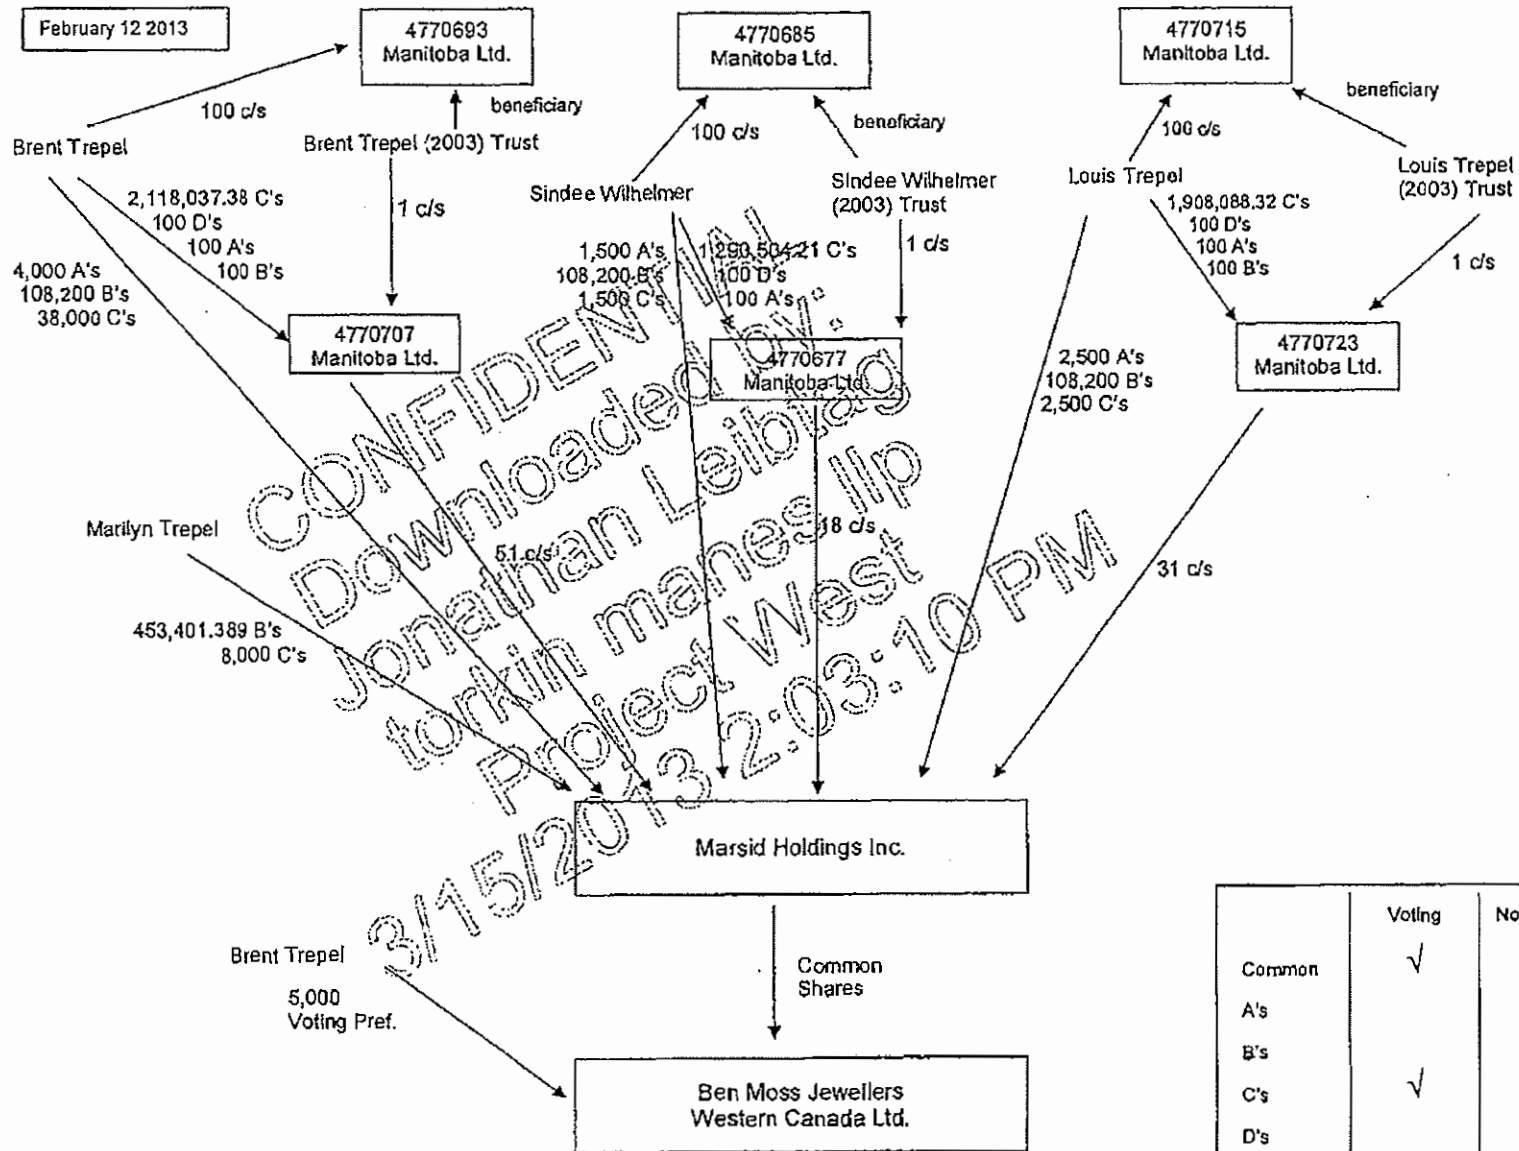 February 12 2013
4770693
Manitoba Ltd.
4770685
Manitoba Ltd.
4770715
Manitoba Ltd.
100 c/s
beneficiary
Brent Trepel
Brent Trepel (2003) Trust
100 c/s
beneficiary
Sindee Wilhelmer
Sindee Wilhelmer
(2003) Trust
100 c/s
beneficiary
Louis Trepel
Louis Trepel
(2003) Trust
2,118,037.38 C's
100 D's
100 A's
100 B's
1 c/s
4,000 A's
108,200 B's
38,000 C's
1,500 A's
108,200 B's
1,500 C's
1,290,504.21 C's
100 D's
100 A's
1 c/s
1,908,088.32 C's
100 D's
100 A's
100 B's
1 c/s
4770707
Manitoba Ltd.
4770677
Manitoba Ltd.
4770723
Manitoba Ltd.
2,500 A's
108,200 B's
2,500 C's
Marilyn Trepel
453,401.389 B's
8,000 C's
51 c/s
18 c/s
31 c/s
CONFIDENTIAL
Downloaded by:
Jonathan Leibtag
torkin manes llp
Project West
3/15/2013 2:03:10 PM
Marsid Holdings Inc.
Brent Trepel
5,000
Voting Pref.
Common
Shares
Ben Moss Jewellers
Western Canada Ltd.
Voting
No
Common √
A's
B's
C's √
D's